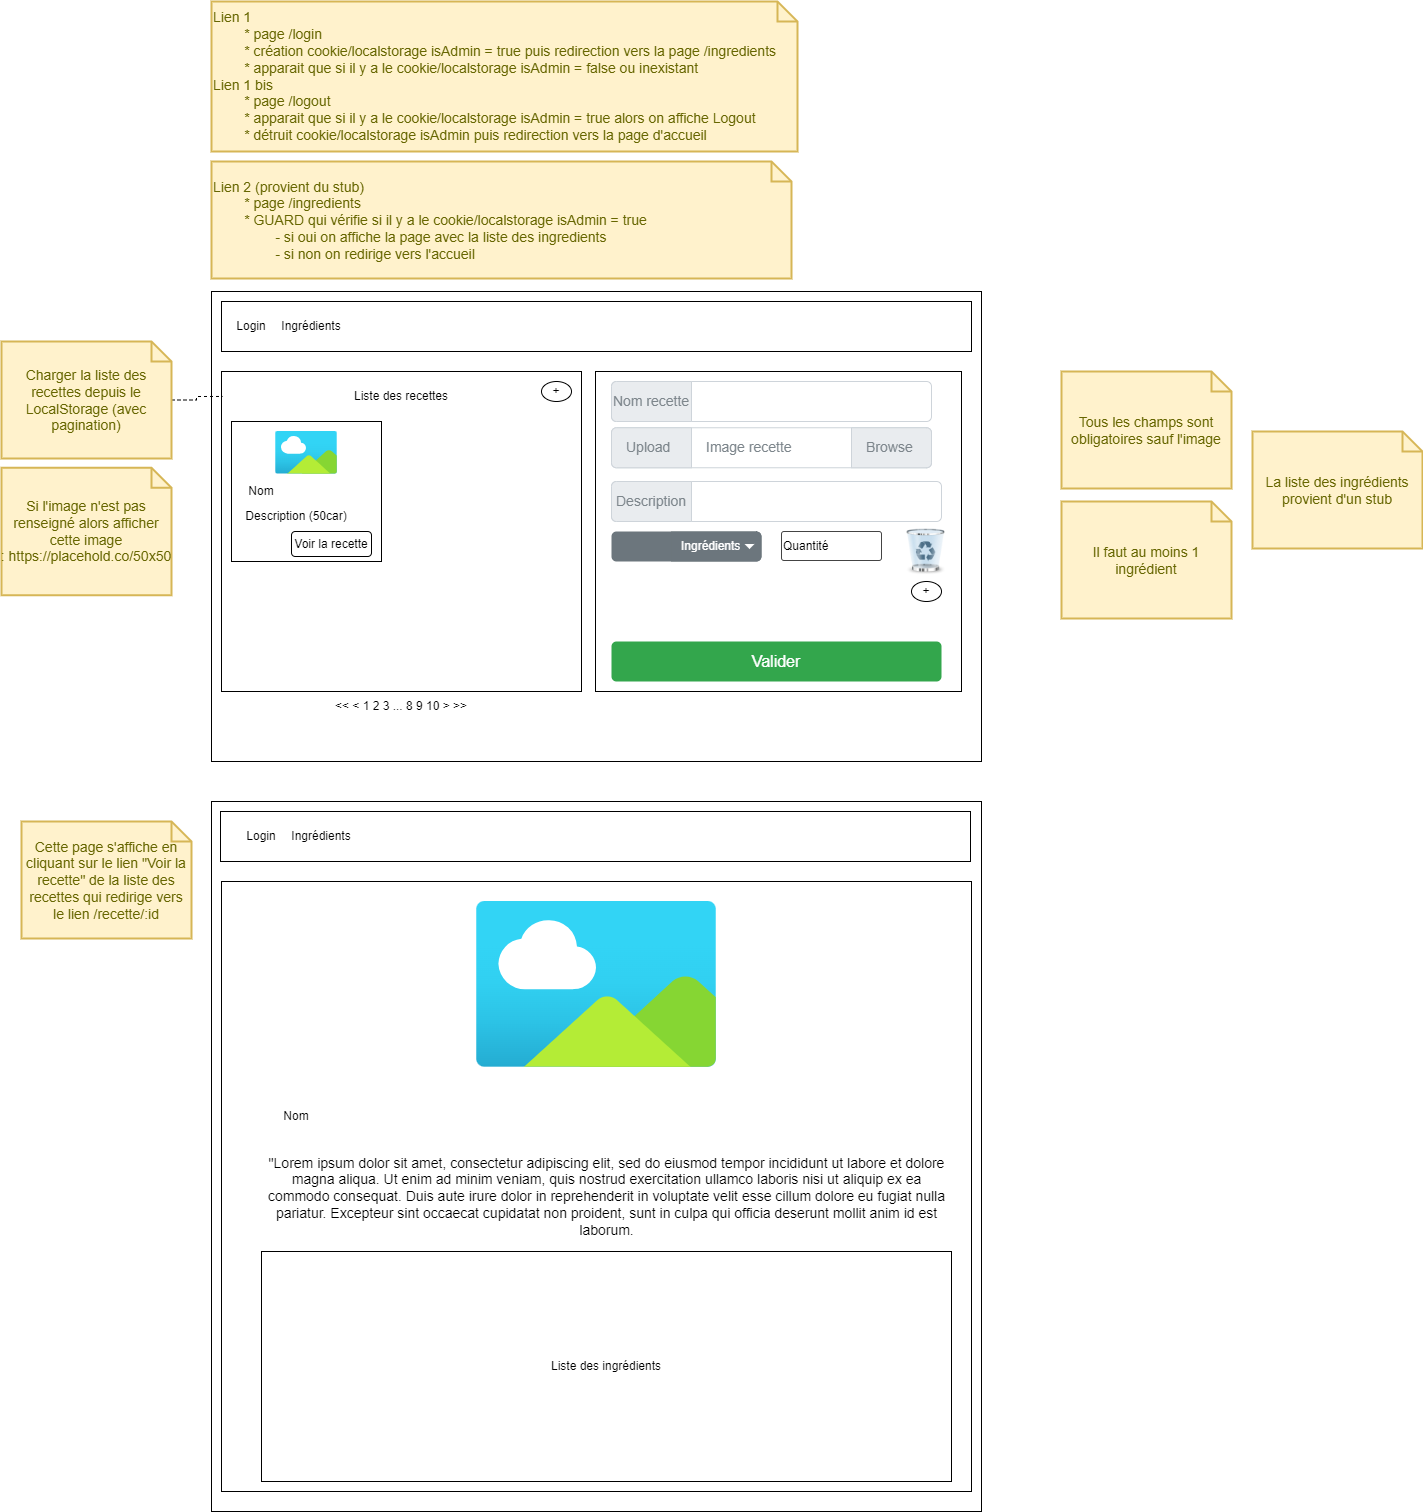 Lien 1
* page /login
* création cookie/localstorage isAdmin = true puis redirection vers la page /ingredients
* apparait que si il y a le cookie/localstorage isAdmin = false ou inexistant
Lien 1 bis
* page /logout
* apparait que si il y a le cookie/localstorage isAdmin = true alors on affiche Logout
* détruit cookie/localstorage isAdmin puis redirection vers la page d'accueil
Lien 2 (provient du stub)
* page /ingredients
* GUARD qui vérifie si il y a le cookie/localstorage isAdmin = true
- si oui on affiche la page avec la liste des ingredients
- si non on redirige vers l'accueil
Login Ingrédients
Charger la liste des
recettes depuis le
LocalStorage (avec
pagination)
Si l'image n'est pas
renseigné alors afficher
cette image
: https://placehold.co/50x50
Liste des recettes
+
Nom
Description (50car)
Voir la recette
<< < 1 2 3 ... 8 9 10 > >>
Nom recette
Upload Image recette Browse
Description
Ingrédients Quantité
+
Valider
Tous les champs sont
obligatoires sauf l'image
Il faut au moins 1
ingrédient
La liste des ingrédients
provient d'un stub
Cette page s'affiche en
cliquant sur le lien "Voir la
recette" de la liste des
recettes qui redirige vers
le lien /recette/:id
Login Ingrédients
Nom
"Lorem ipsum dolor sit amet, consectetur adipiscing elit, sed do eiusmod tempor incididunt ut labore et dolore
magna aliqua. Ut enim ad minim veniam, quis nostrud exercitation ullamco laboris nisi ut aliquip ex ea
commodo consequat. Duis aute irure dolor in reprehenderit in voluptate velit esse cillum dolore eu fugiat nulla
pariatur. Excepteur sint occaecat cupidatat non proident, sunt in culpa qui officia deserunt mollit anim id est
laborum.
Liste des ingrédients